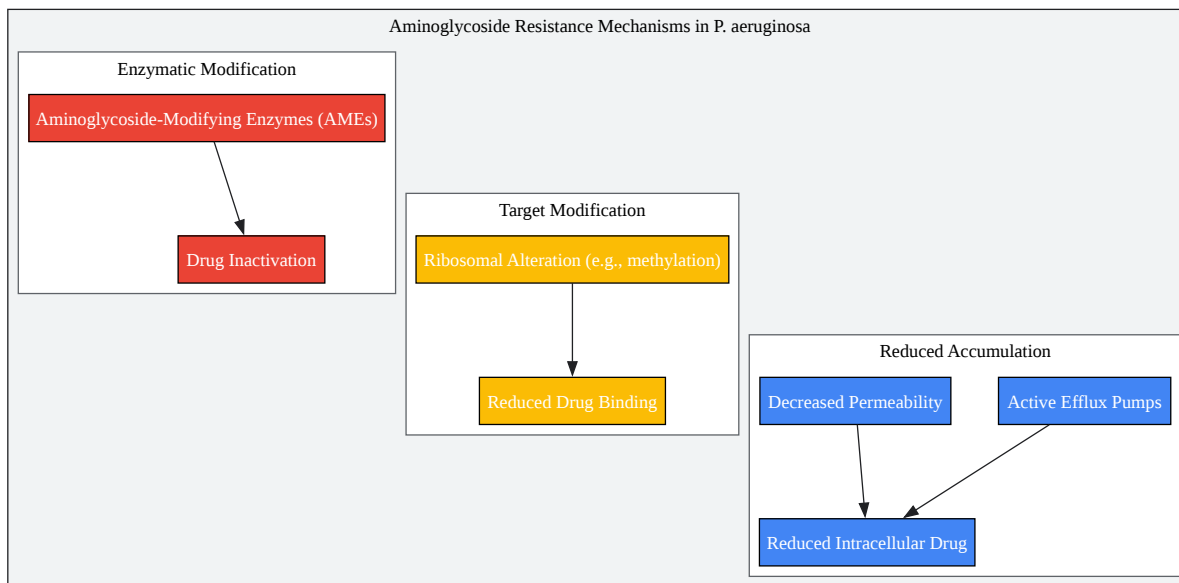 Aminoglycoside Resistance Mechanisms in P. aeruginosa
Enzymatic Modification
Aminoglycoside-Modifying Enzymes (AMEs)
Drug Inactivation
Target Modification
Ribosomal Alteration (e.g., methylation)
Reduced Drug Binding
Reduced Accumulation
Decreased Permeability
Active Efflux Pumps
Reduced Intracellular Drug